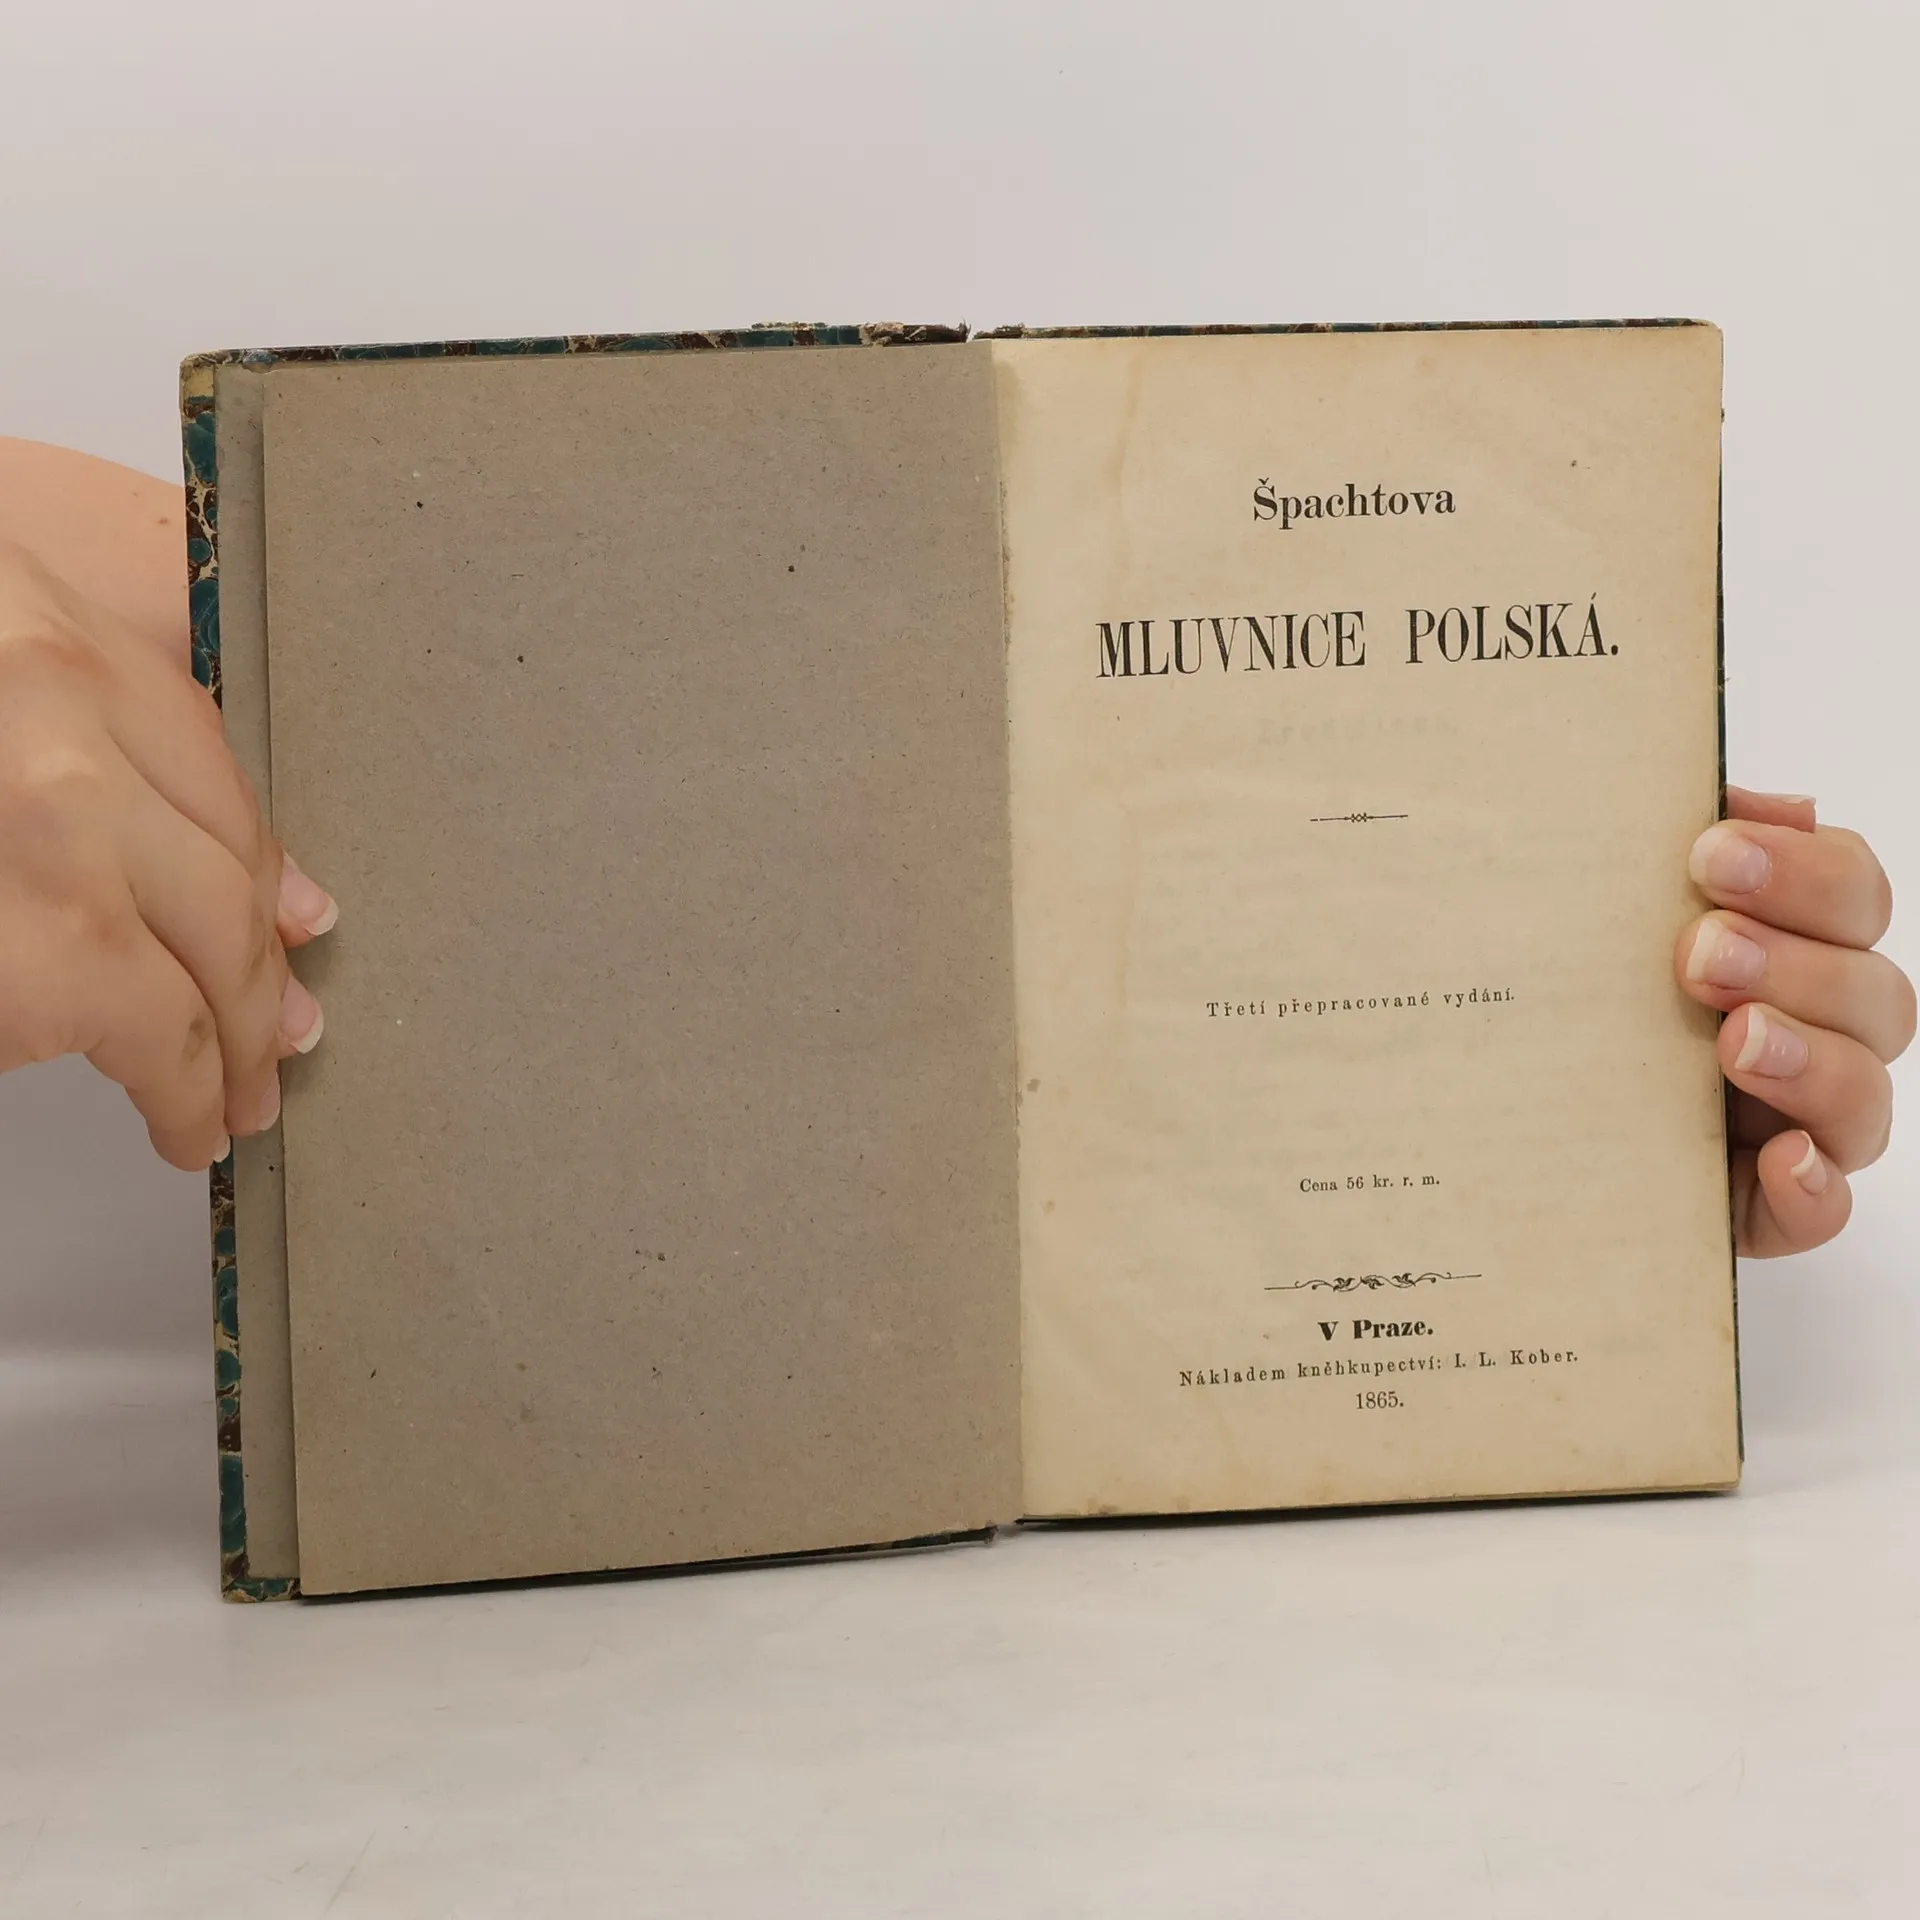 Špachtova
MLUVNICE POLSKÁ.
Třetí přepracované vydání.
Cena 56 kr. r. m.
V Praze.
Nákladem kněhkupectví: I. L. Kober.
1865.